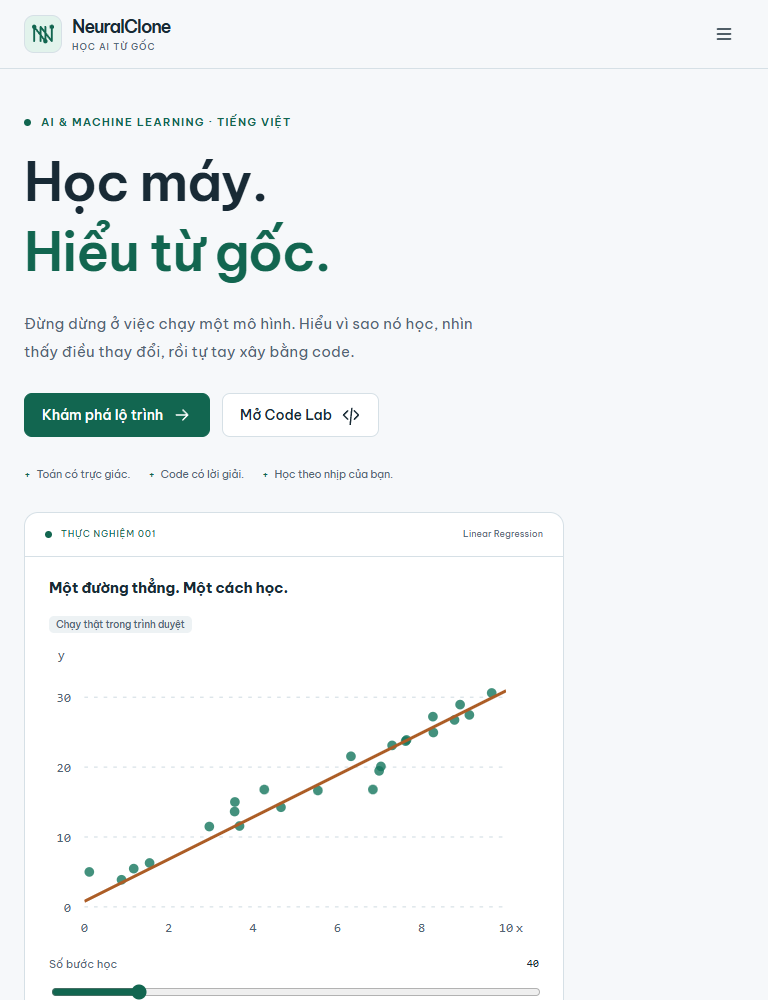 NeuralClone
HỌC AI TỪ GỐC
AI & MACHINE LEARNING · TIẾNG VIỆT
Học máy.
Hiểu từ gốc.
Đừng dừng ở việc chạy một mô hình. Hiểu vì sao nó học, nhìn
thấy điều thay đổi, rồi tự tay xây bằng code.
Khám phá lộ trình →
Mở Code Lab </>
+ Toán có trực giác. + Code có lời giải. + Học theo nhịp của bạn.
THỰC NGHIỆM 001
Linear Regression
Một đường thẳng. Một cách học.
Chạy thật trong trình duyệt
y
30
20
10
0
0 2 4 6 8 10 x
Số bước học 40